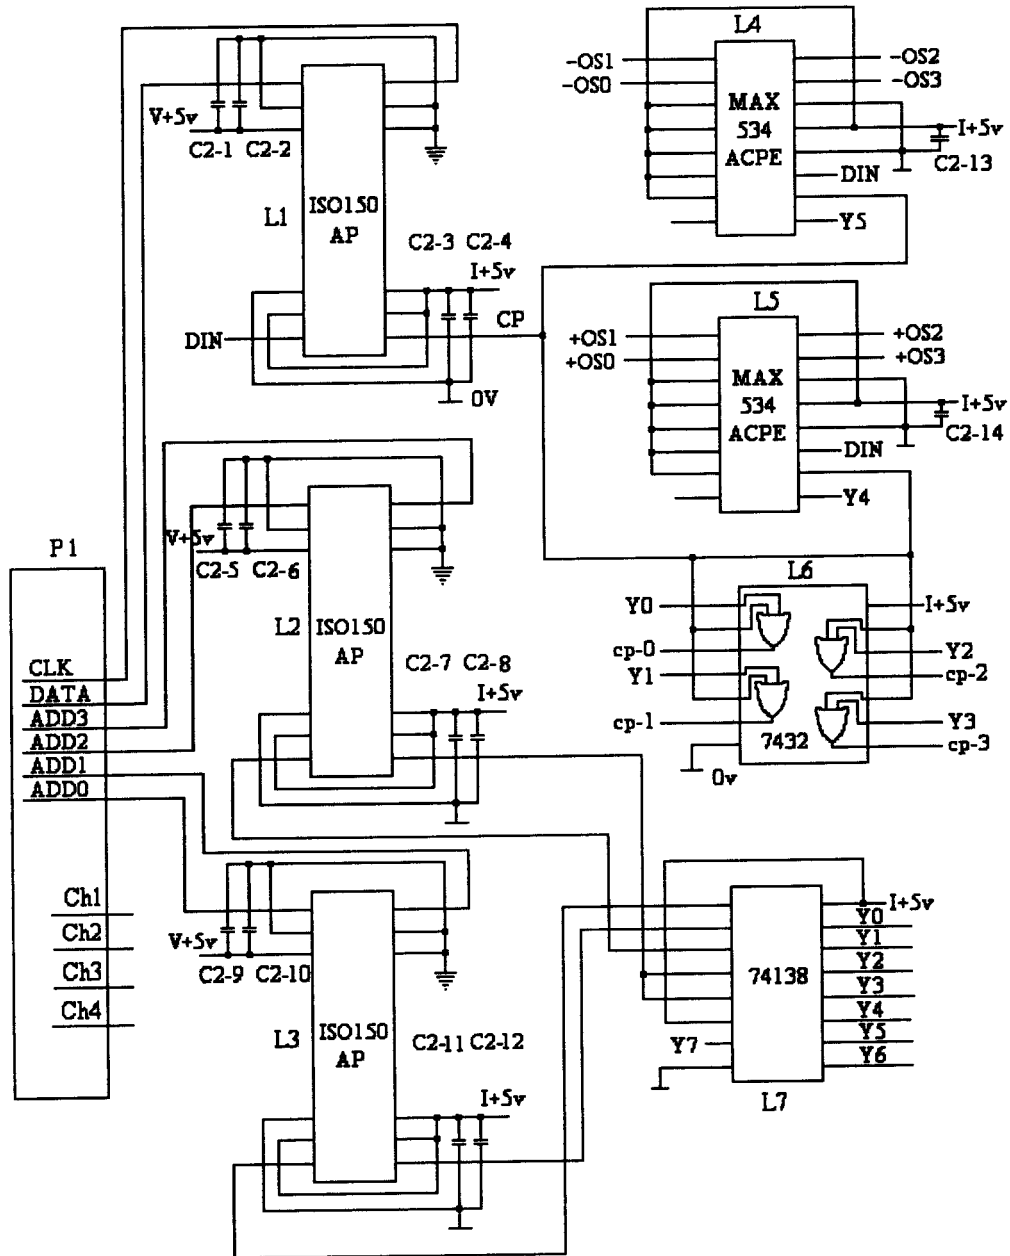 L4
-OS1
-OS0
MAX
534
ACPE
-OS2
-OS3
I+5v
C2-13
DIN
Y5
V+5v
C2-1 C2-2
L1
ISO150
AP
C2-3 C2-4
I+5v
CP
DIN
0V
L5
+OS1
+OS0
MAX
534
ACPE
+OS2
+OS3
I+5v
C2-14
DIN
Y4
V+5v
C2-5 C2-6
L2
ISO150
AP
C2-7 C2-8
I+5v
L6
Y0
cp-0
Y1
cp-1
7432
0v
I+5v
Y2
cp-2
Y3
cp-3
P1
CLK
DATA
ADD3
ADD2
ADD1
ADD0
Ch1
Ch2
Ch3
Ch4
V+5v
C2-9 C2-10
L3
ISO150
AP
C2-11 C2-12
I+5v
74138
I+5v
Y0
Y1
Y2
Y3
Y4
Y5
Y6
Y7
L7